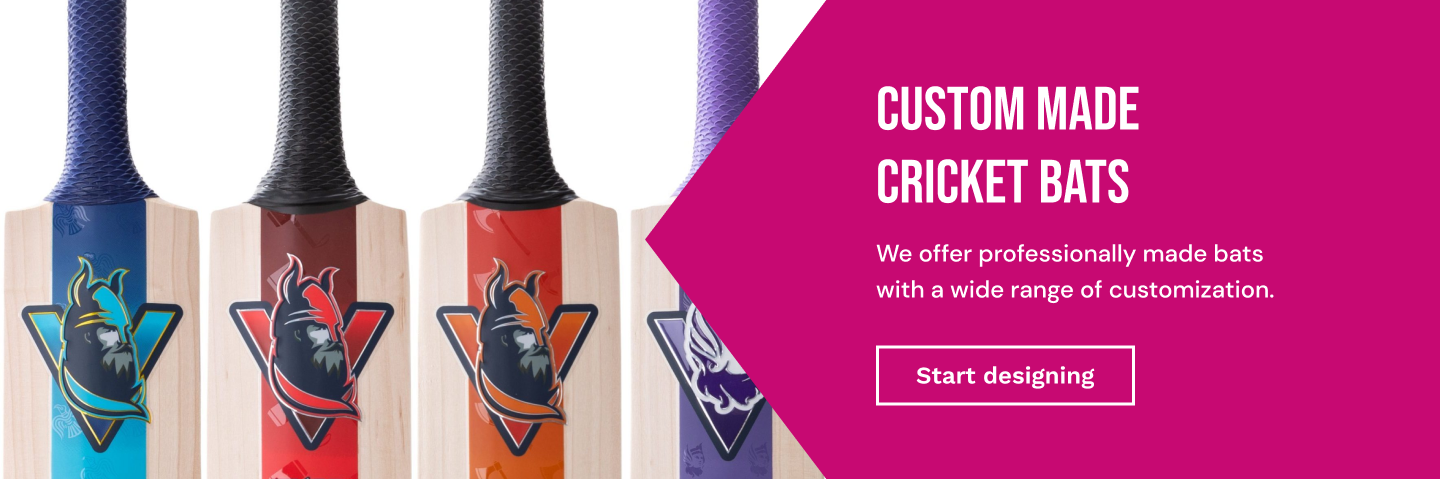 CUSTOM MADE
CRICKET BATS
We offer professionally made bats
with a wide range of customization.
Start designing